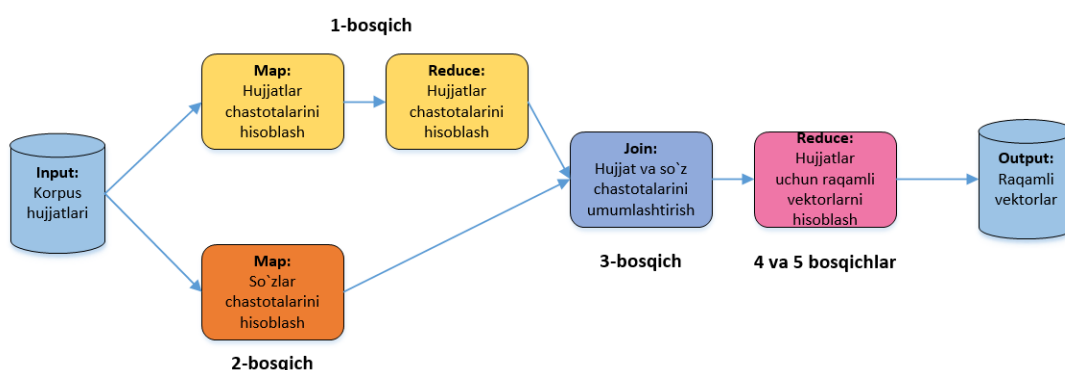 1-bosqich
Map:
Hujjatlar
chastotalarini
hisoblash
Reduce:
Hujjatlar
chastotalarini
hisoblash
Input:
Korpus
hujjatlari
Join:
Hujjat va so`z
chastotalarini
umumlashtirish
Reduce:
Hujjatlar
uchun raqamli
vektorlarni
hisoblash
Output:
Raqamli
vektorlar
Map:
So`zlar
chastotalarini
hisoblash
3-bosqich
4 va 5 bosqichlar
2-bosqich